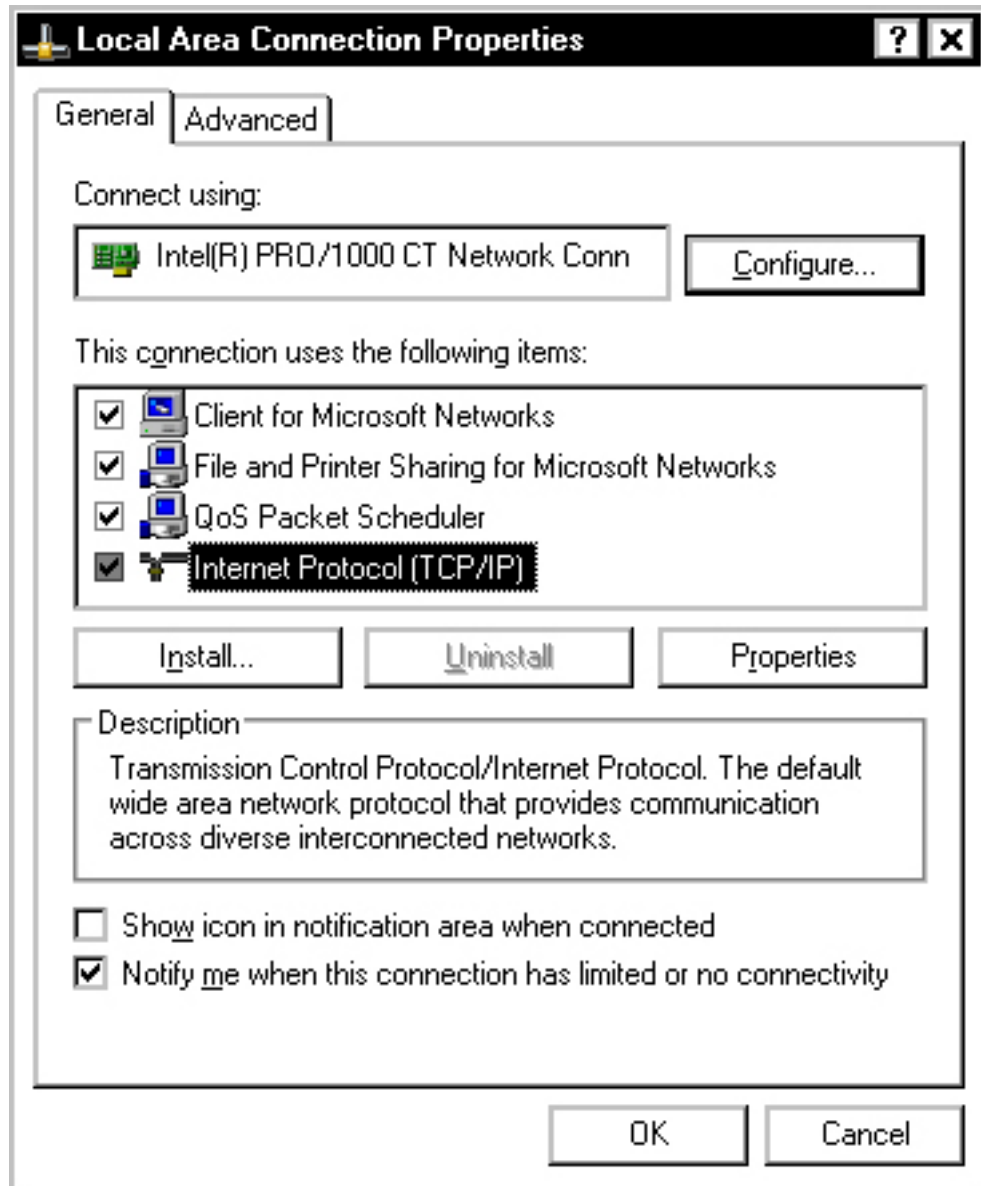 Local Area Connection Properties
?
General
Advanced
Connect using:
Intel(R) PRO/1000 CT Network Conn
Configure...
This connection uses the following items:
Client for Microsoft Networks
File and Printer Sharing for Microsoft Networks
QoS Packet Scheduler
Internet Protocol (TCP/IP)
Install...
Uninstall
Properties
Description
Transmission Control Protocol/Internet Protocol. The default
wide area network protocol that provides communication
across diverse interconnected networks.
Show icon in notification area when connected
Notify me when this connection has limited or no connectivity
OK
Cancel